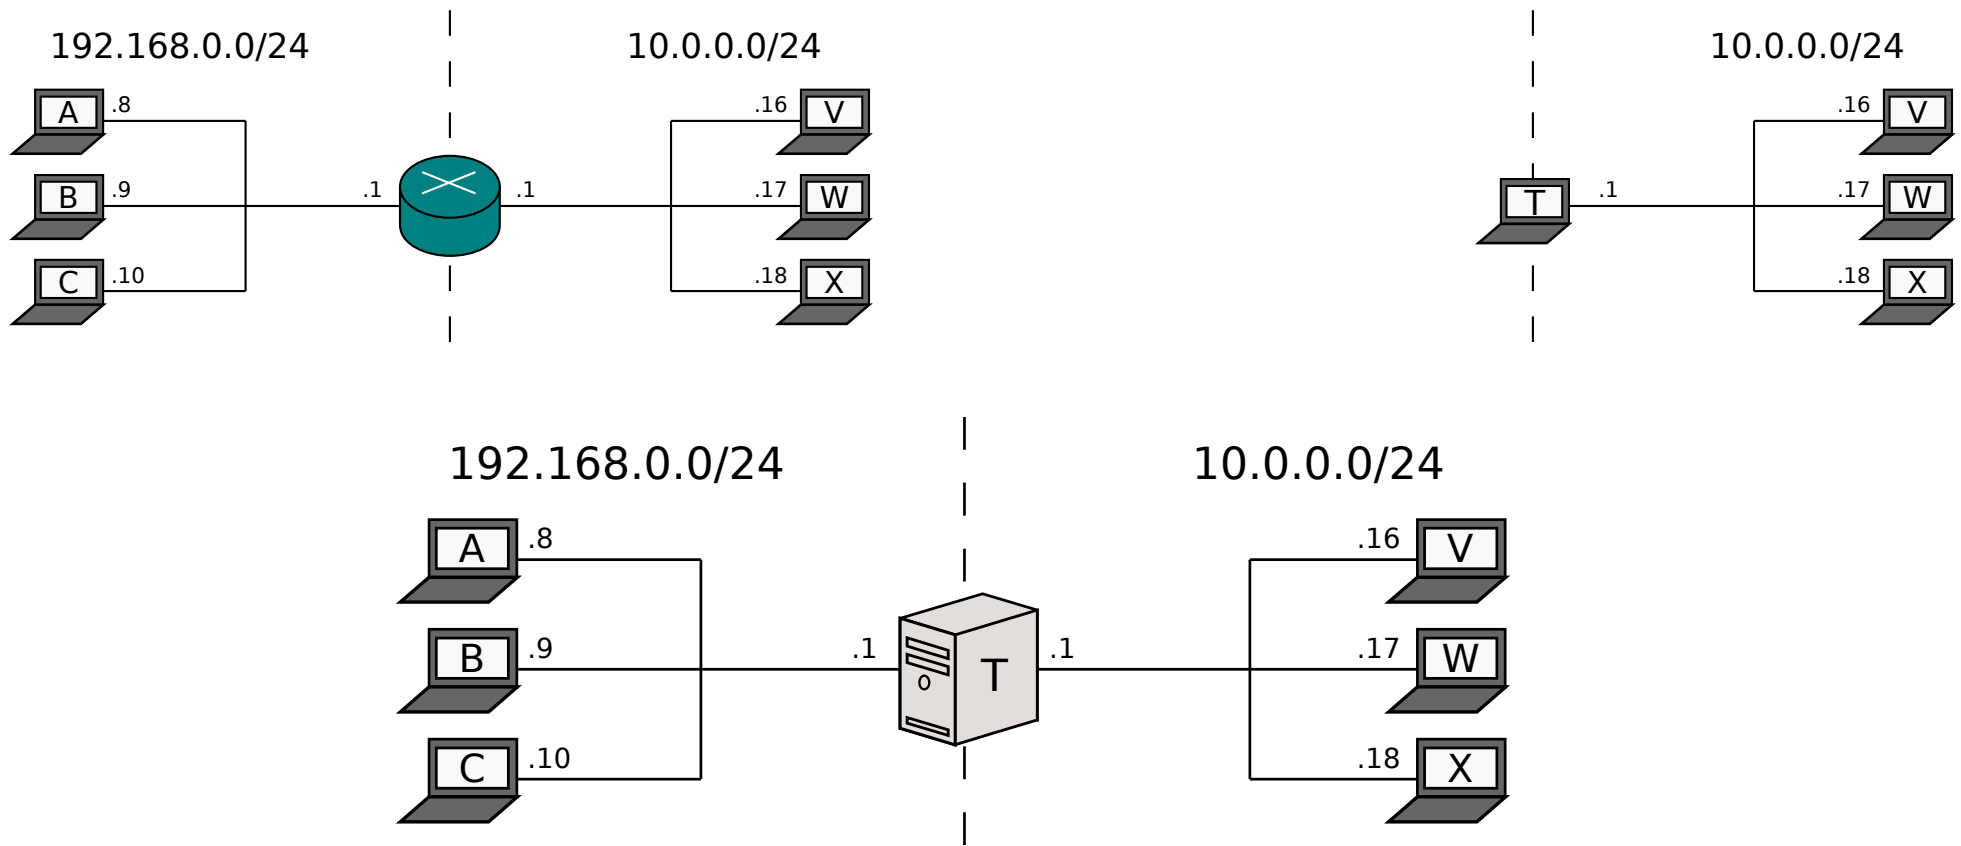 192.168.0.0/24
10.0.0.0/24
A .8
B .9
C .10
.1
.1
.16 V
.17 W
.18 X
10.0.0.0/24
T .1
.16 V
.17 W
.18 X
192.168.0.0/24
10.0.0.0/24
A .8
B .9
C .10
.1 T .1
.16 V
.17 W
.18 X